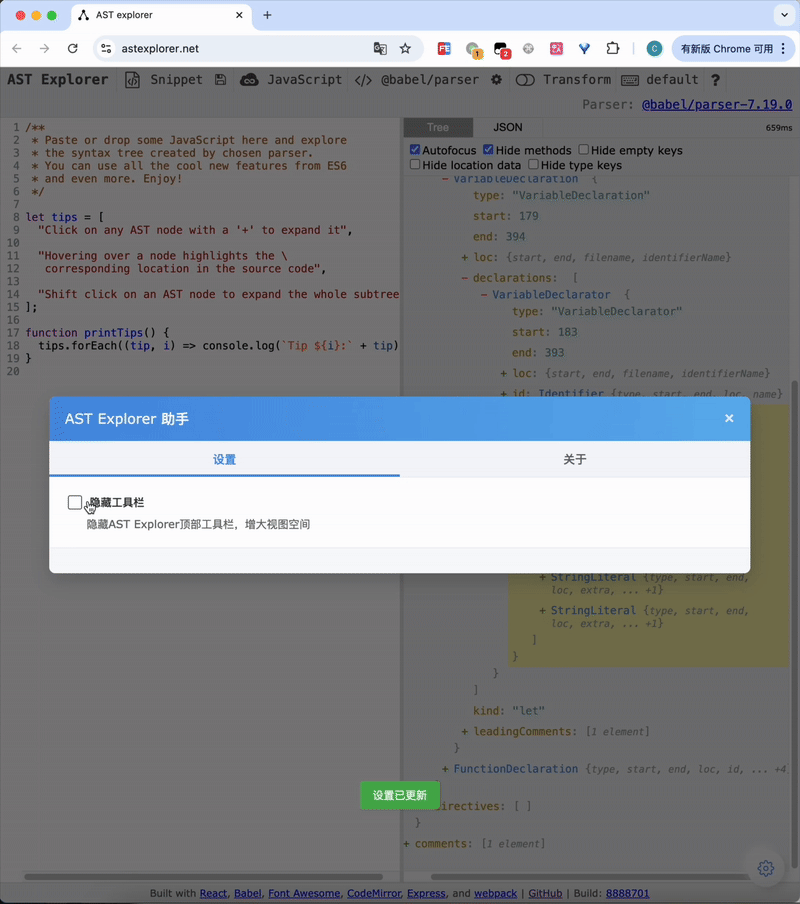 AST explorer
astexplorer.net
1
2
C
有新版 Chrome 可用
AST Explorer Snippet JavaScript </> @babel/parser Transform default ?
Parser: @babel/parser-7.19.0
Tree JSON 659ms
Autofocus Hide methods Hide empty keys
Hide location data Hide type keys
1 /**
2 * Paste or drop some JavaScript here and explore
3 * the syntax tree created by chosen parser.
4 * You can use all the cool new features from ES6
5 * and even more. Enjoy!
6 */
7
8 let tips = [
9 "Click on any AST node with a '+' to expand it",
10
11 "Hovering over a node highlights the \
12 corresponding location in the source code",
13
14 "Shift click on an AST node to expand the whole subtree
15 ];
16
17 function printTips() {
18 tips.forEach((tip, i) => console.log(`Tip ${i}:` + tip)
19 }
20
- VariableDeclaration {
type: "VariableDeclaration"
start: 179
end: 394
+ loc: {start, end, filename, identifierName}
- declarations: [
- VariableDeclarator {
type: "VariableDeclarator"
start: 183
end: 393
+ loc: {start, end, filename, identifierName}
+ id: Identifier {type, start, end, loc, name}
AST Explorer 助手 ×
设置 关于
隐藏工具栏
隐藏AST Explorer顶部工具栏，增大视图空间
+ StringLiteral {type, start, end,
loc, extra, ... +1}
+ StringLiteral {type, start, end,
loc, extra, ... +1}
]
}
}
]
kind: "let"
+ leadingComments: [1 element]
}
+ FunctionDeclaration {type, start, end, loc, id, ... +4
设置已更新
directives: [ ]
}
+ comments: [1 element]
Built with React, Babel, Font Awesome, CodeMirror, Express, and webpack | GitHub | Build: 8888701